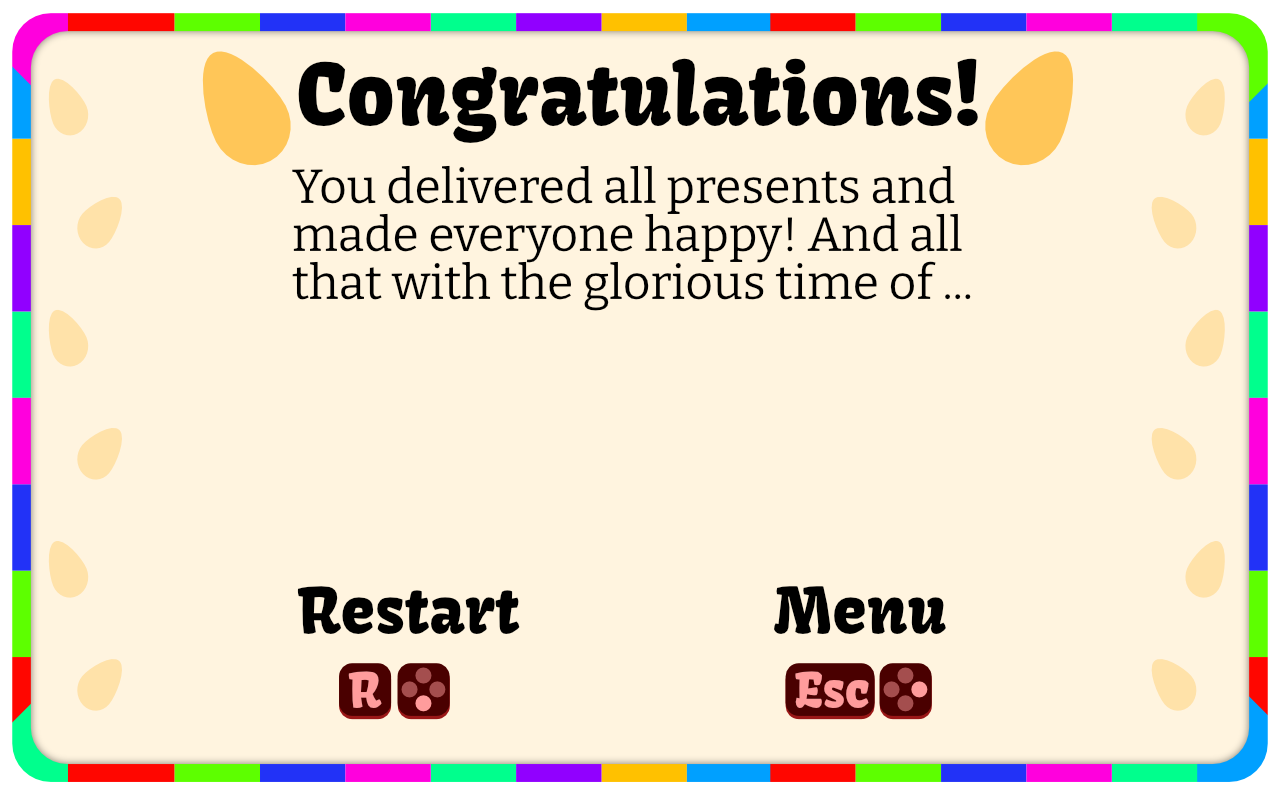 Congratulations!
You delivered all presents and
made everyone happy! And all
that with the glorious time of ...
Restart
Menu
R
Esc